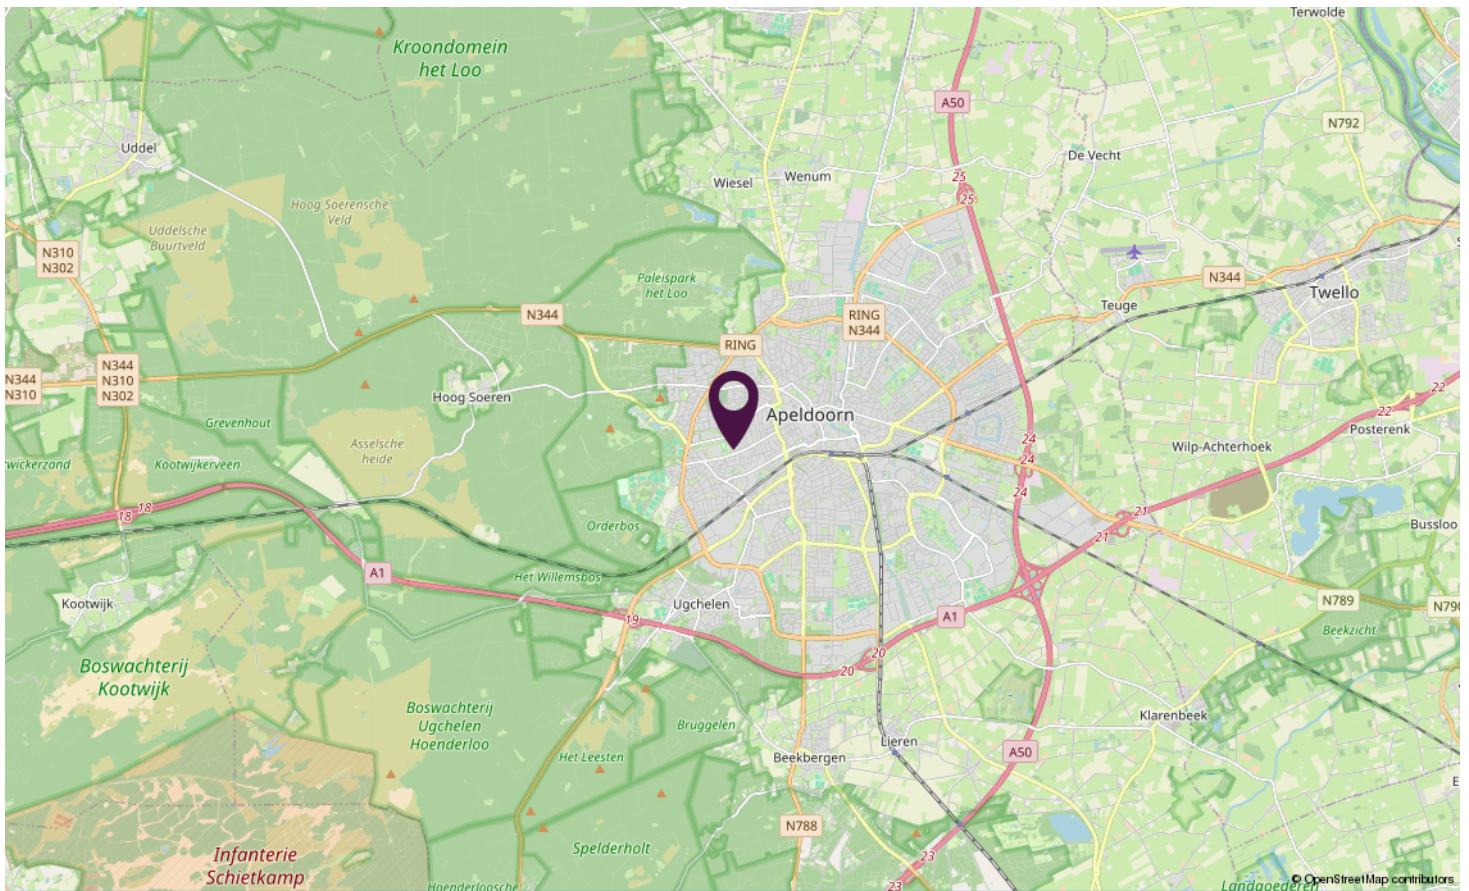 Terwolde
Kroondomein
het Loo
A50
N792
Uddel
De Vecht
Wiesel
Wenum
25
25
Hoog Soerensche
Veld
Uddelsche
Buurtveld
N310
N302
Paleispark
het Loo
N344
Twello
Teuge
N344
RING
N344
RING
N344
N310
N344
N310
N302
Hoog Soeren
22
22
Apeldoorn
Grevenhout
Posterenk
Asselsche
heide
24
24
Wilp-Achterhoek
Kootwijkerveen
rwickerzand
24
18
18
21
21
Orderbos
Bussloo
A1
Het Willemsbos
Kootwijk
Ugchelen
N789
N790
19
A1
Beekzicht
20
20
Boswachterij
Kootwijk
Boswachterij
Ugchelen
Hoenderloo
Bruggelen
Klarenbeek
Lieren
A50
Het Leesten
Beekbergen
N788
Spelderholt
Infanterie
Schietkamp
23
23
Hoenderloosche
Landgoederen
© OpenStreetMap contributors